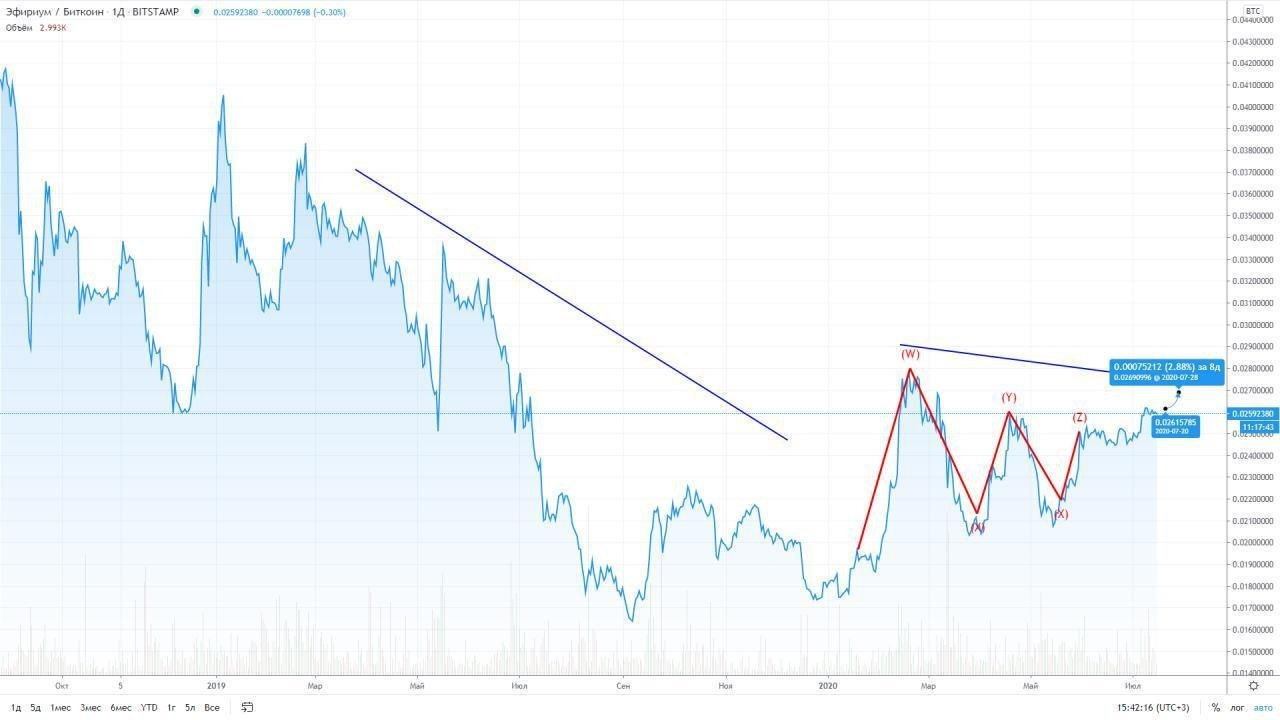 Эфириум / Биткоин · 1Д · BITSTAMP 0.02592380 −0.00007698 (−0.30%)
Объём 2.993K
BTC
0.04400000
0.04300000
0.04200000
0.04100000
0.04000000
0.03900000
0.03800000
0.03700000
0.03600000
0.03500000
0.03400000
0.03300000
0.03200000
0.03100000
0.03000000
0.02900000
0.02800000
0.02700000
0.02592380
11:17:43
0.02500000
0.02400000
0.02300000
0.02200000
0.02100000
0.02000000
0.01900000
0.01800000
0.01700000
0.01600000
0.01500000
0.01400000
(W)
(X)
(Y)
(X)
(Z)
0.00075212 (2.88%) за 8д
0.02690996 @ 2020-07-28
0.02615785
2020-07-20
Окт 5 2019 Мар Май Июл Сен Ноя 2020 Мар Май Июл
1д 5д 1мес 3мес 6мес YTD 1г 5л Все 15:42:16 (UTC+3) % лог авто